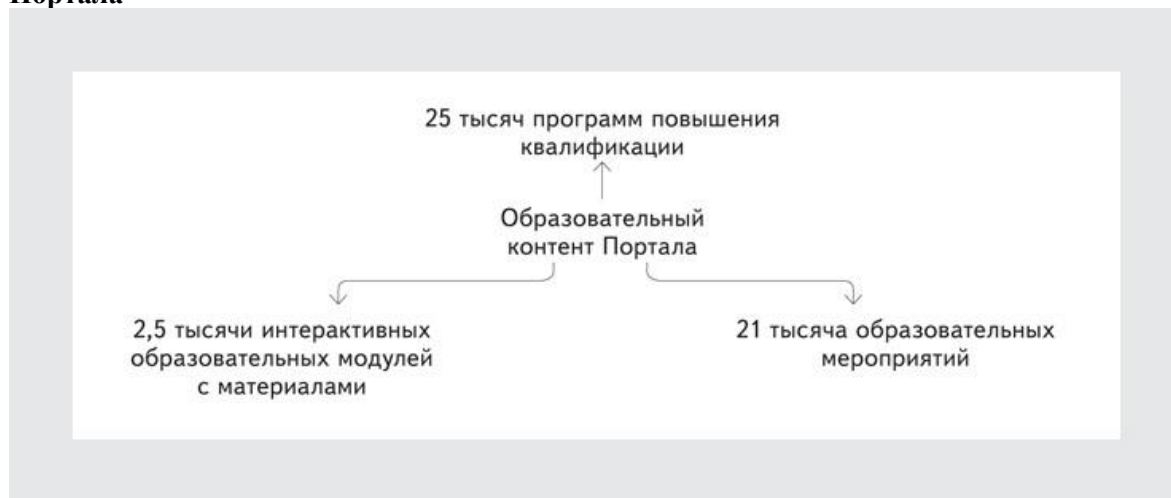 Портала
25 тысяч программ повышения
квалификации
Образовательный
контент Портала
2,5 тысячи интерактивных
образовательных модулей
с материалами
21 тысяча образовательных
мероприятий